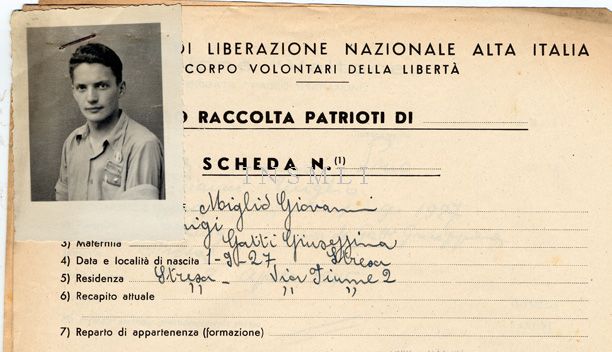 DI LIBERAZIONE NAZIONALE ALTA ITALIA
CORPO VOLONTARI DELLA LIBERTÀ
O RACCOLTA PATRIOTI DI
SCHEDA N. (1)
INSMLI
Miglio Giovanni
igi
3) Maternità Gatti Giuseppina
4) Data e località di nascita 1-9-27 Stresa
5) Residenza Stresa - Via Fiume 2
6) Recapito attuale " " "
7) Reparto di appartenenza (formazione)